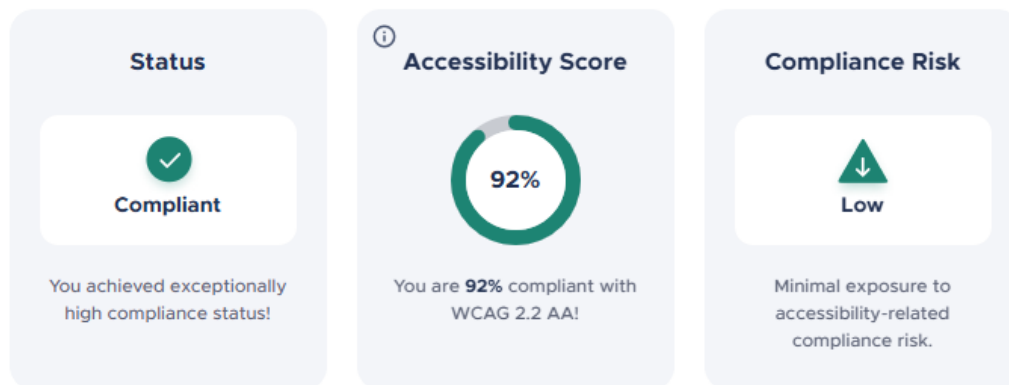 Status
Compliant
You achieved exceptionally
high compliance status!
Accessibility Score
92%
You are 92% compliant with
WCAG 2.2 AA!
Compliance Risk
Low
Minimal exposure to
accessibility-related
compliance risk.